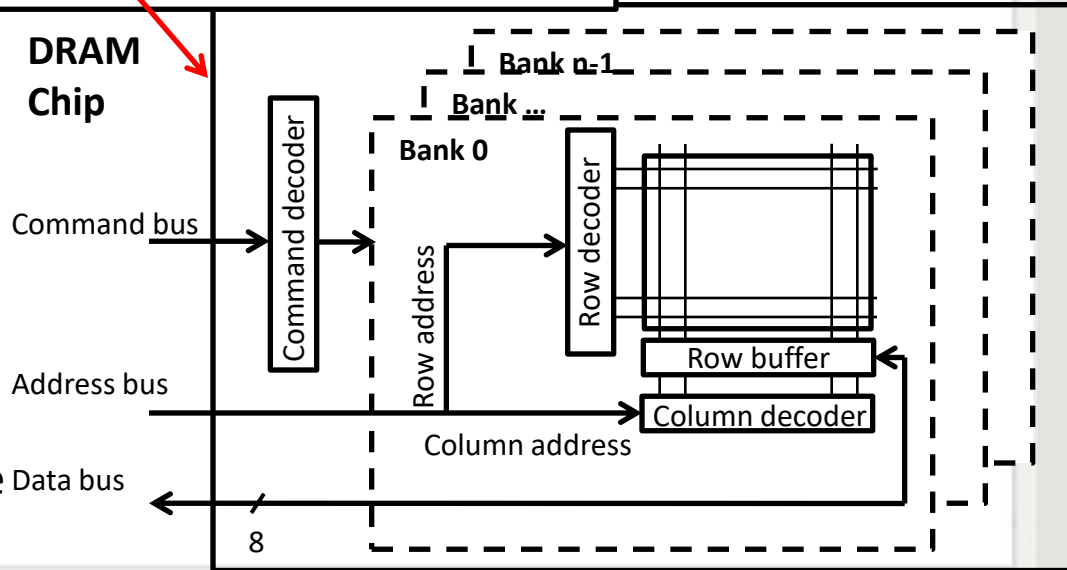 DRAM
Chip
Bank n-1
Bank ...
Bank 0
Command decoder
Row decoder
Command bus
Row address
Row buffer
Address bus
Column decoder
Column address
e Data bus
8